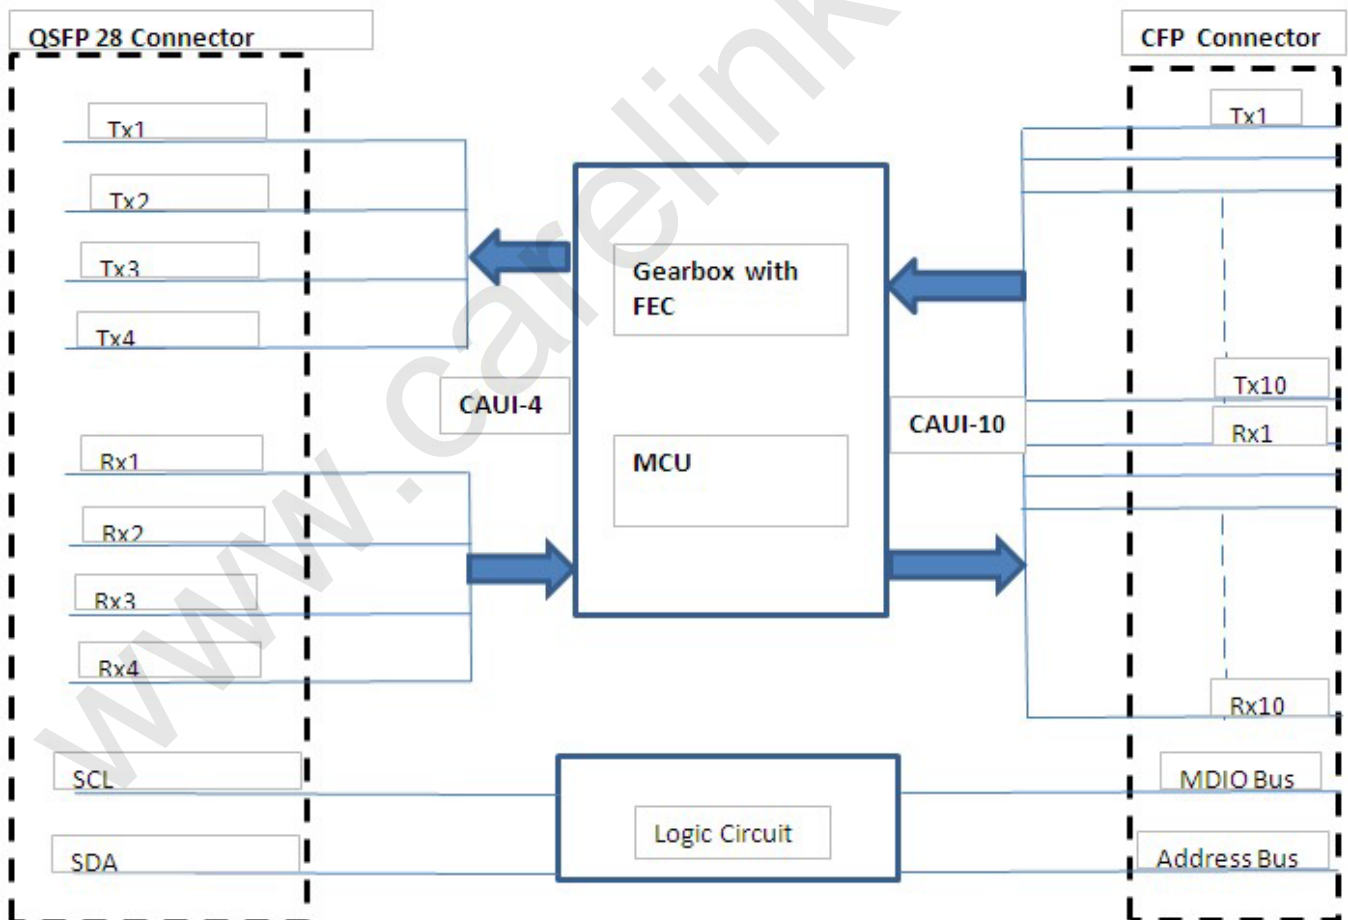 QSFP 28 Connector
CFP Connector
Tx1
Tx2
Tx3
Tx4
Rx1
Rx2
Rx3
Rx4
SCL
SDA
CAUI-4
Gearbox with
FEC
MCU
CAUI-10
Logic Circuit
Tx1
Tx10
Rx1
Rx10
MDIO Bus
Address Bus
www.carelink